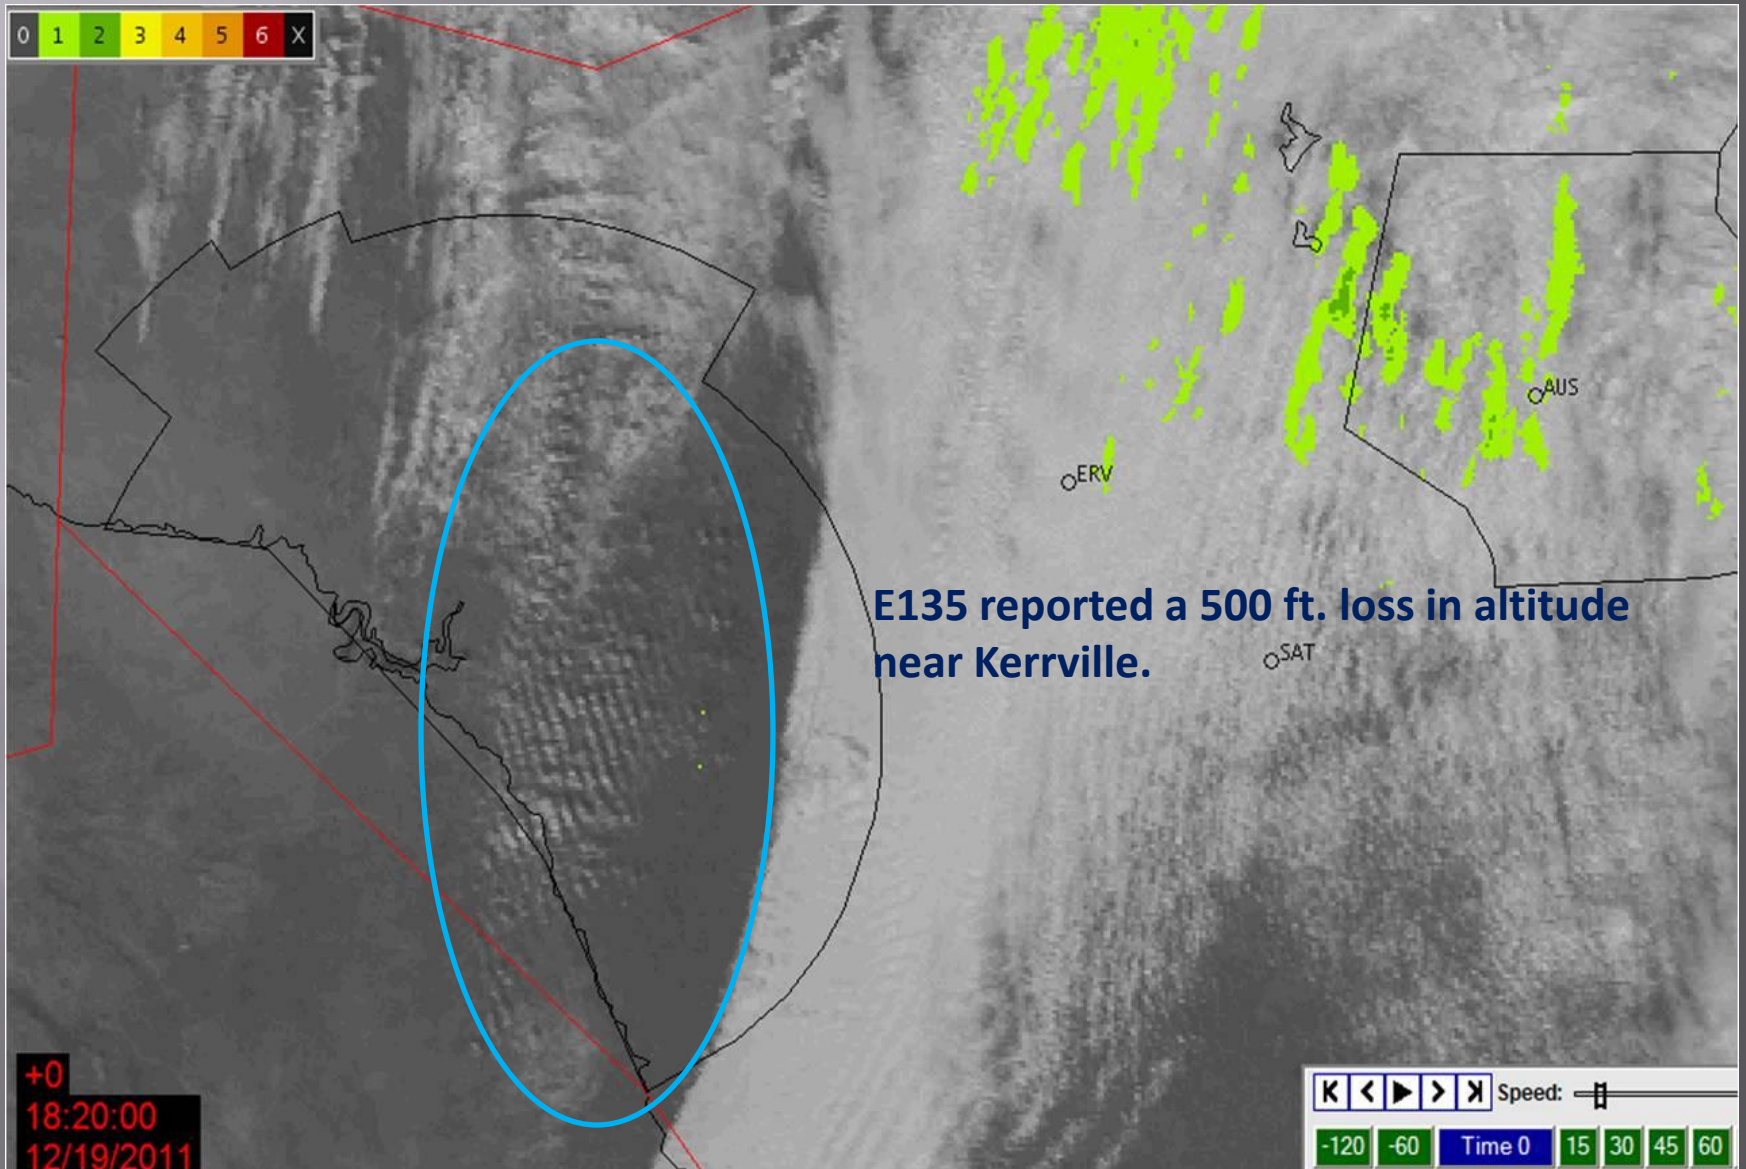 0 1 2 3 4 5 6 X
AUS
ERV
E135 reported a 500 ft. loss in altitude
near Kerrville.
SAT
+0
18:20:00
12/19/2011
Speed:
-120 -60 Time 0 15 30 45 60